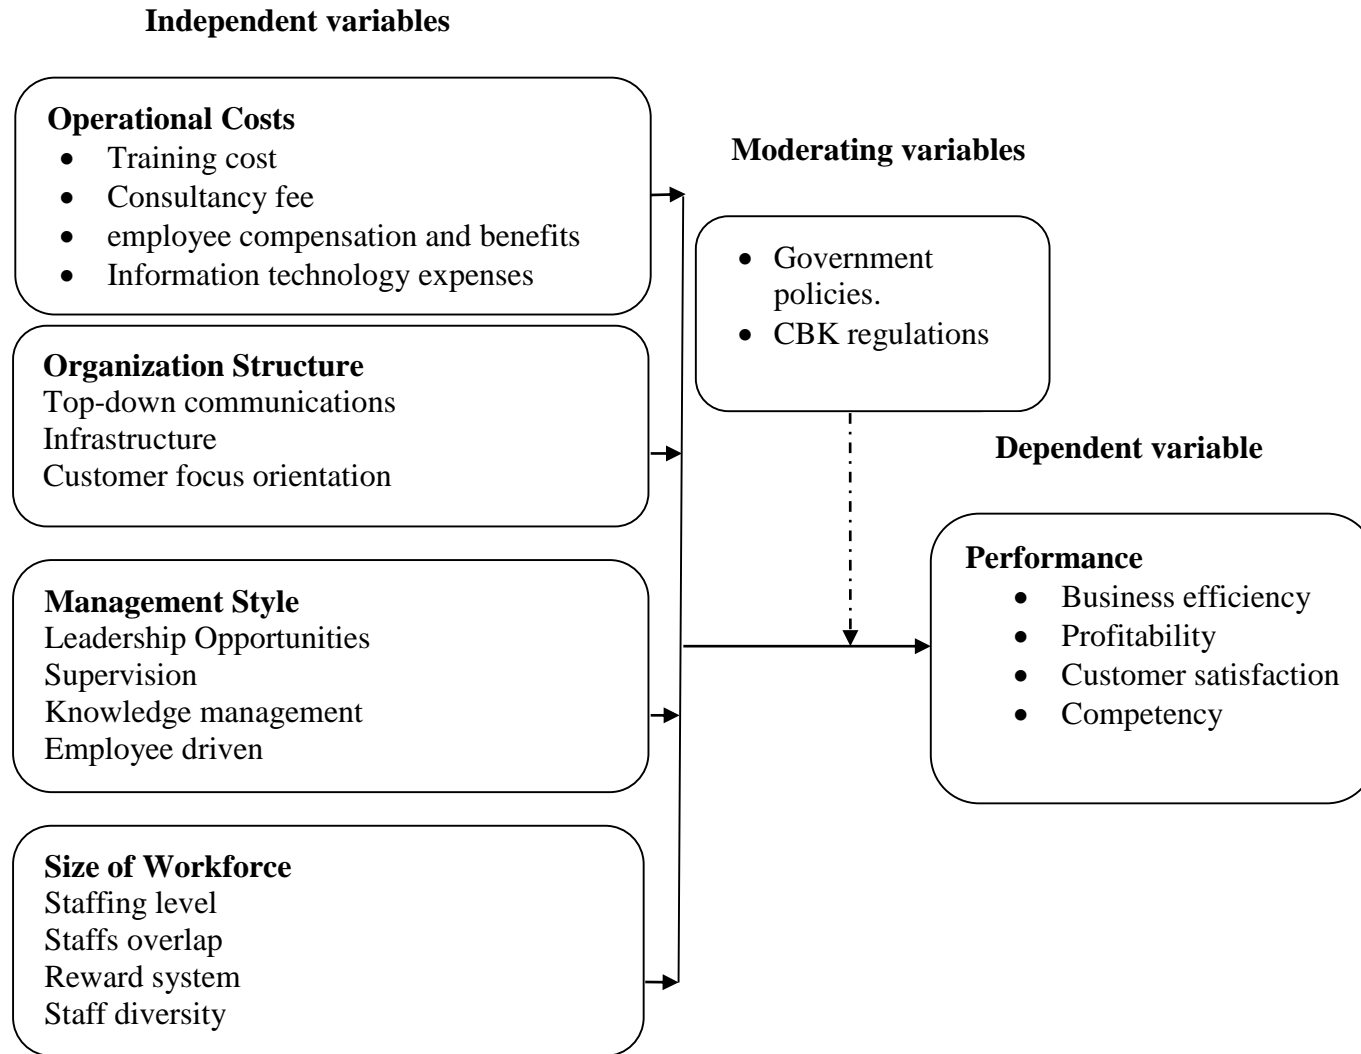 Independent variables
Operational Costs
• Training cost
• Consultancy fee
• employee compensation and benefits
• Information technology expenses
Organization Structure
Top-down communications
Infrastructure
Customer focus orientation
Management Style
Leadership Opportunities
Supervision
Knowledge management
Employee driven
Size of Workforce
Staffing level
Staffs overlap
Reward system
Staff diversity
Moderating variables
• Government
policies.
• CBK regulations
Dependent variable
Performance
• Business efficiency
• Profitability
• Customer satisfaction
• Competency